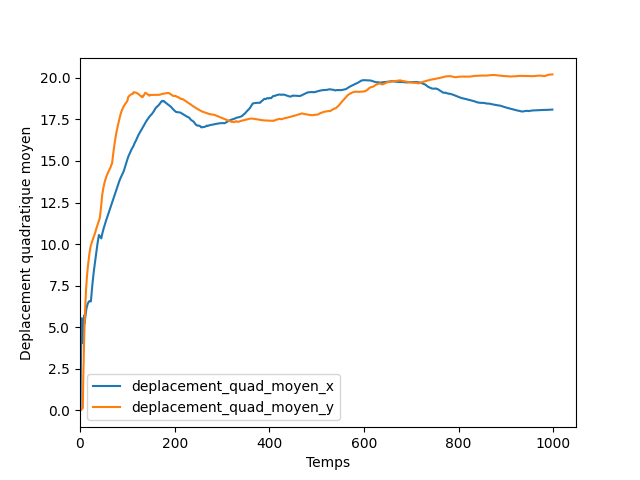 20.0
17.5
15.0
12.5
10.0
7.5
5.0
2.5
0.0
Deplacement quadratique moyen
deplacement_quad_moyen_x
deplacement_quad_moyen_y
0 200 400 600 800 1000
Temps